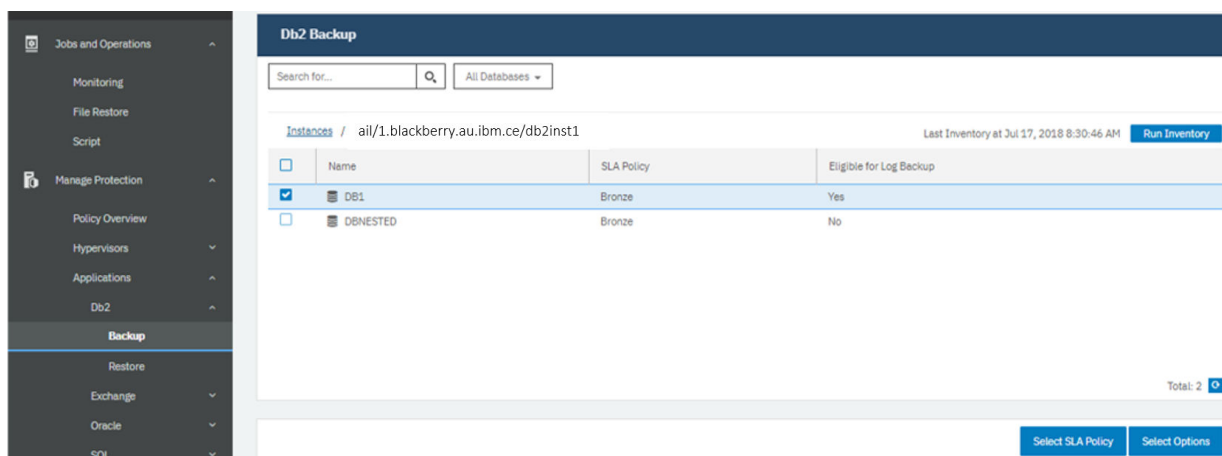 Db2 Backup
Jobs and Operations
Search for...
All Databases
Monitoring
File Restore
Instances / ail/1.blackberry.au.ibm.ce/db2inst1
Last Inventory at Jul 17, 2018 8:30:46 AM
Run Inventory
Script
Name
SLA Policy
Eligible for Log Backup
Manage Protection
DB1
Bronze
Yes
Policy Overview
DBNESTED
Bronze
No
Hypervisors
Applications
Db2
Backup
Restore
Exchange
Total: 2
Oracle
Select SLA Policy
Select Options
SQL